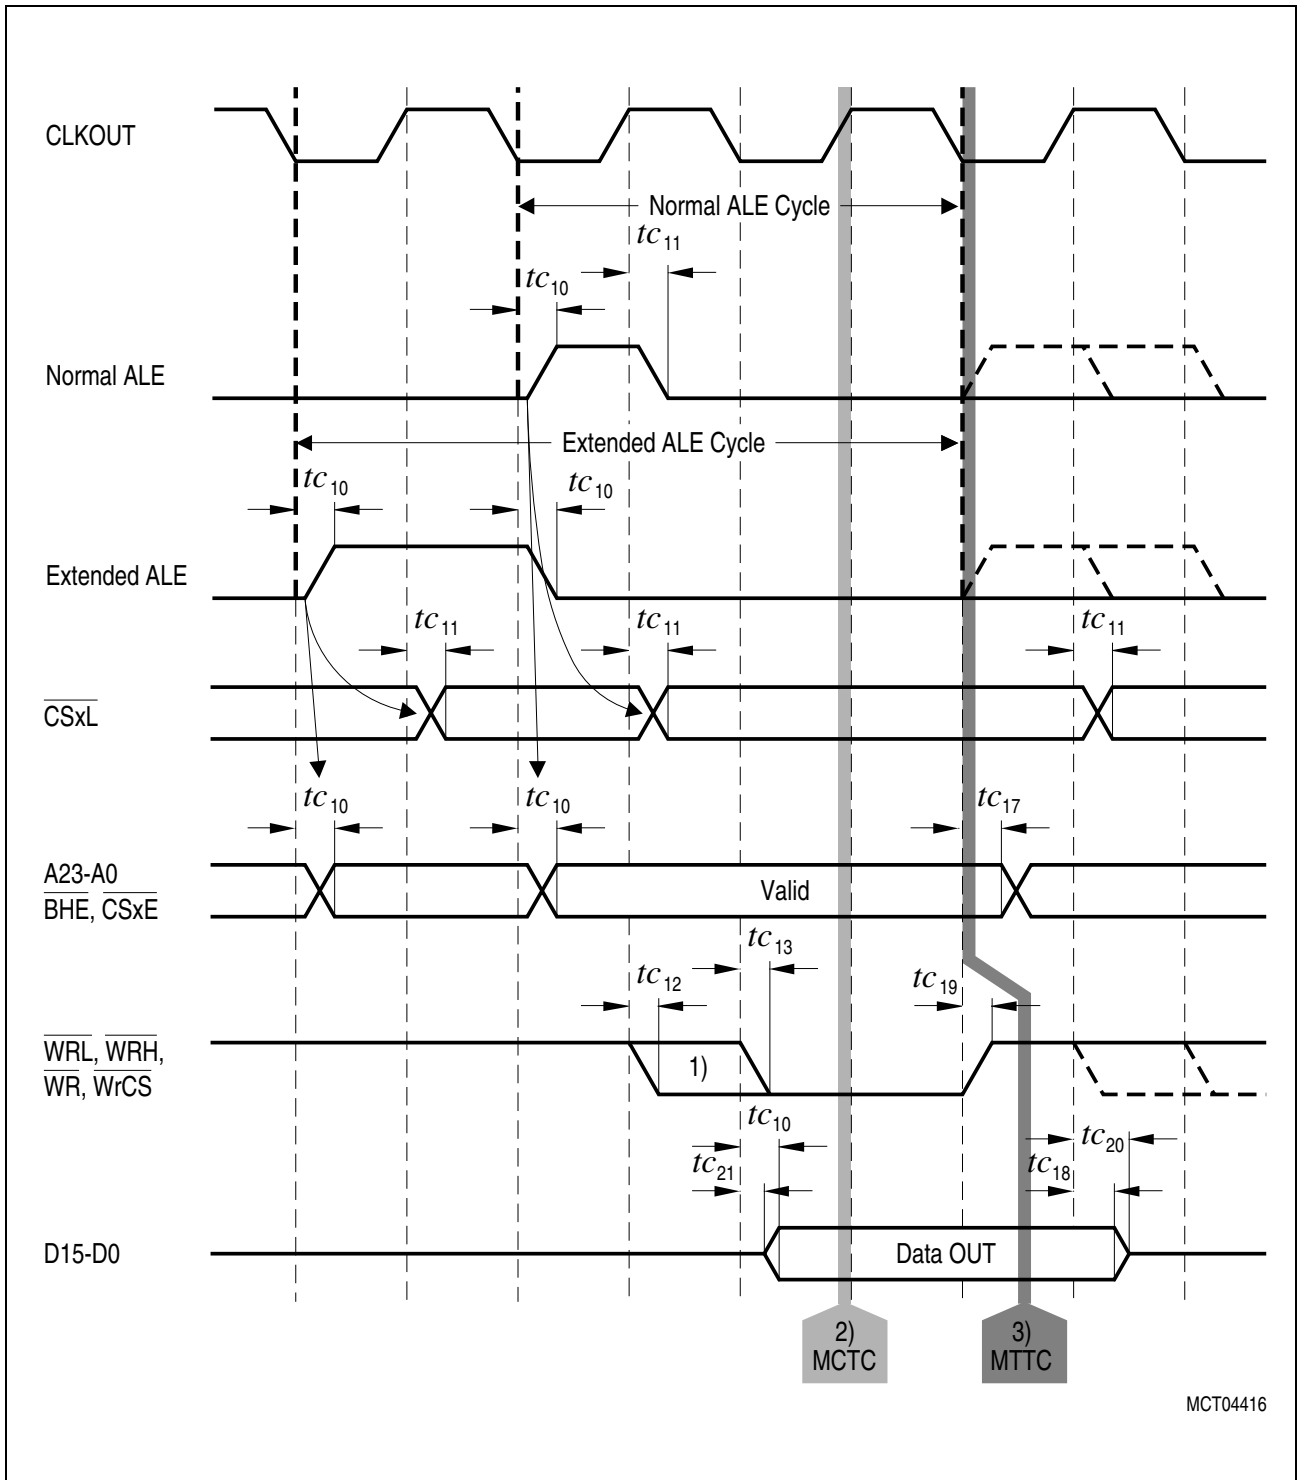 CLKOUT
Normal ALE Cycle
tc11
tc10
Normal ALE
Extended ALE Cycle
tc10
tc10
Extended ALE
tc11
tc11
tc11
CSxL
tc10
tc10
tc17
A23-A0
BHE, CSxE
Valid
tc13
tc12
tc19
WRL, WRH,
WR, WrCS
1)
tc10
tc20
tc21
tc18
D15-D0
Data OUT
2)
MCTC
3)
MTTC
MCT04416